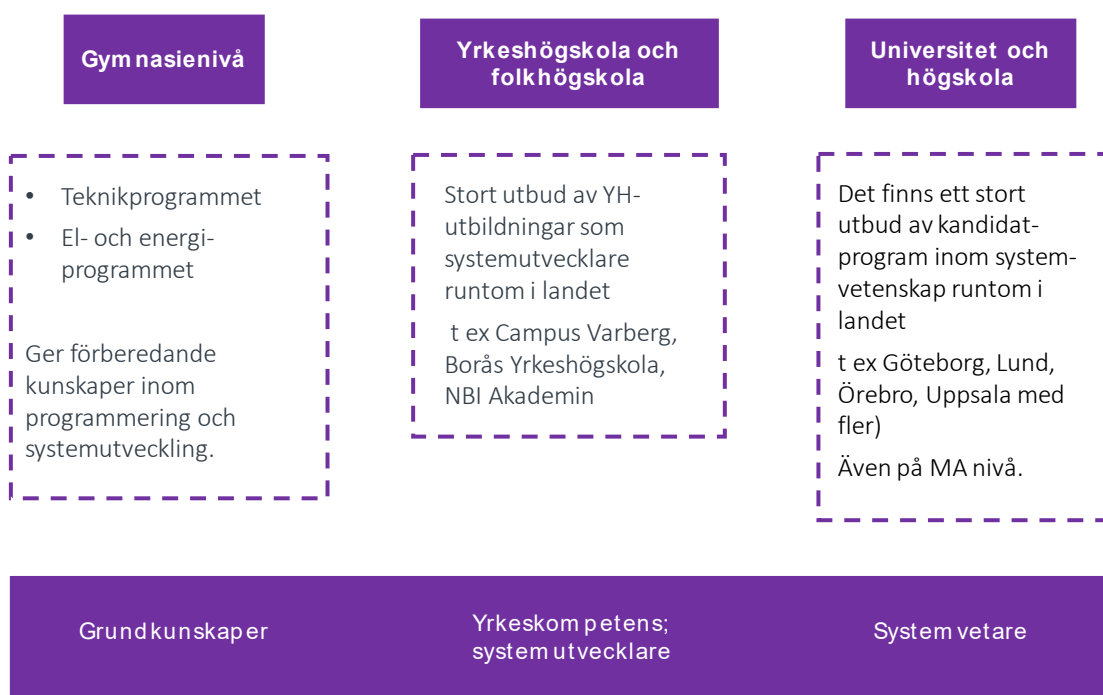 Gymnasienivå
Yrkeshögskola och
folkhögskola
Universitet och
högskola
• Teknikprogrammet
• El- och energi-
programmet
Ger förberedande
kunskaper inom
programmering och
systemutveckling.
Stort utbud av YH-
utbildningar som
systemutvecklare
runtom i landet
t ex Campus Varberg,
Borås Yrkeshögskola,
NBI Akademin
Det finns ett stort
utbud av kandidat-
program inom system-
vetenskap runtom i
landet
t ex Göteborg, Lund,
Örebro, Uppsala med
fler)
Även på MA nivå.
Grundkunskaper
Yrkeskompetens;
systemutvecklare
Systemvetare